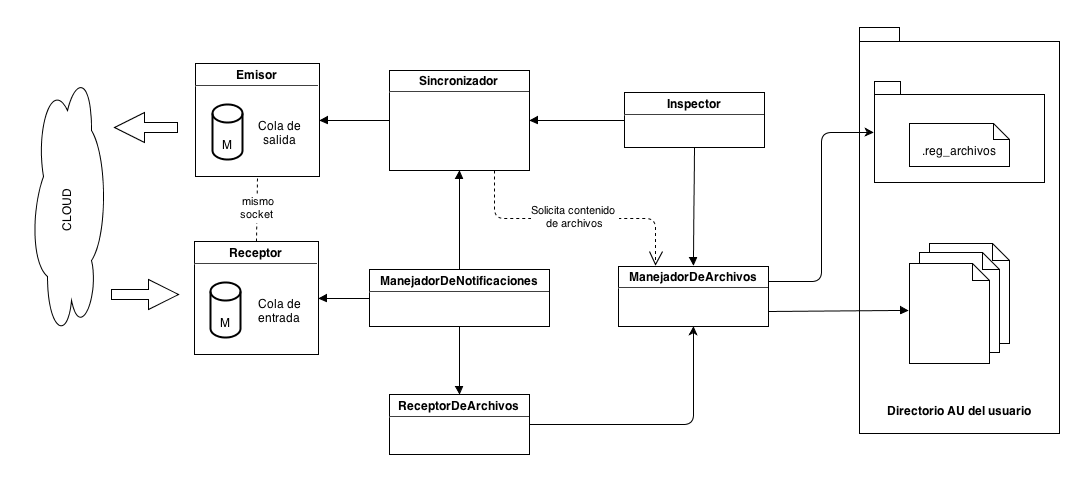 Emisor
M
Cola de
salida
Sincronizador
Inspector
.reg_archivos
CLOUD
mismo
socket
Solicita contenido
de archivos
Receptor
M
Cola de
entrada
ManejadorDeNotificaciones
ManejadorDeArchivos
ReceptorDeArchivos
Directorio AU del usuario